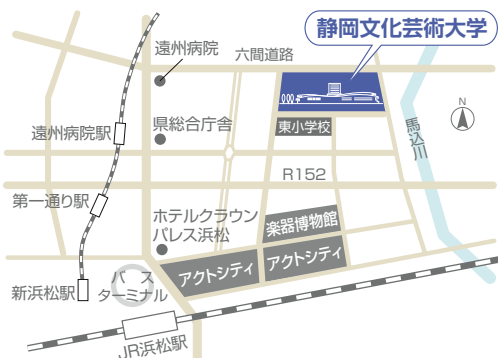 静岡文化芸術大学
遠州病院
六間道路
N
東小学校
遠州病院駅
県総合庁舎
馬込川
R152
第一通り駅
ホテルクラウン
パレス浜松
楽器博物館
アクトシティ
アクトシティ
バス
ターミナル
新浜松駅
JR浜松駅